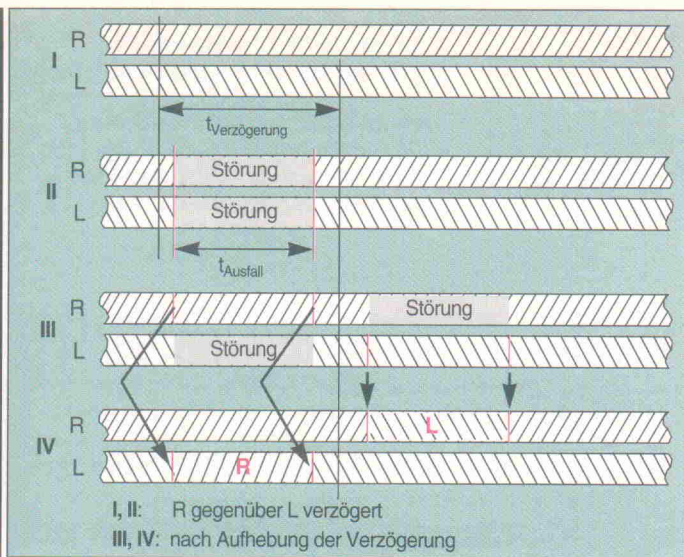 R
I
L
tVerzögerung
R Störung
II
L Störung
tAusfall
R Störung
III
L Störung
R L
IV
L R
I, II: R gegenüber L verzögert
III, IV: nach Aufhebung der Verzögerung